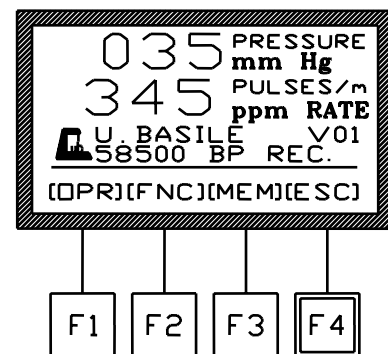 035 PRESSURE
mm Hg
345 PULSES/m
ppm RATE
U. BASILE V01
58500 BP REC.
[OPR][FNC][MEM][ESC]
F1 F2 F3 F4